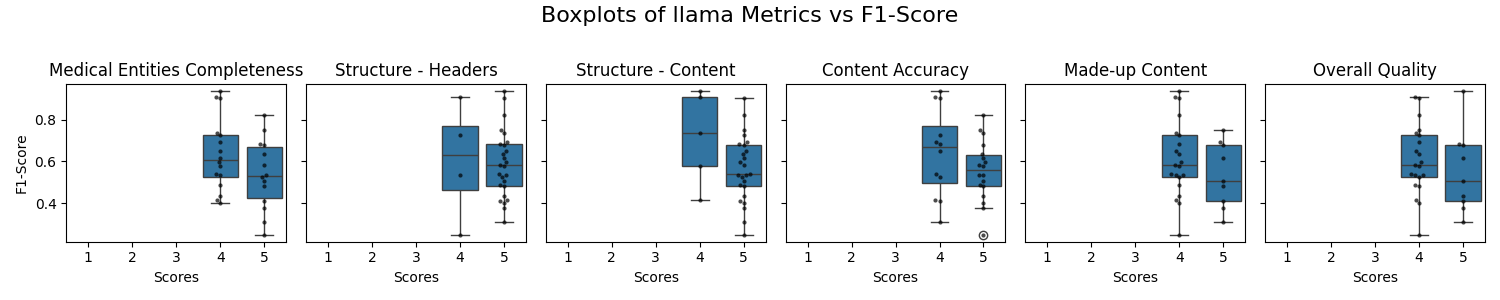 Boxplots of llama Metrics vs F1-Score
Medical Entities Completeness
Structure - Headers
Structure - Content
Content Accuracy
Made-up Content
Overall Quality
F1-Score
0.8
0.6
0.4
1 2 3 4 5
1 2 3 4 5
1 2 3 4 5
1 2 3 4 5
1 2 3 4 5
1 2 3 4 5
Scores
Scores
Scores
Scores
Scores
Scores